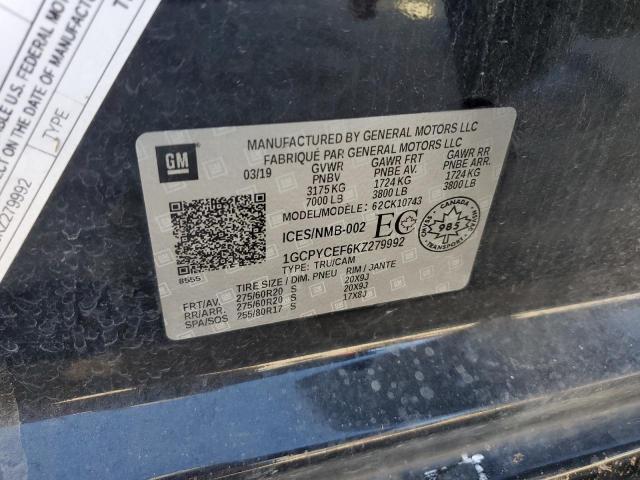 BLE U.S. FEDERAL MOT
ECT ON THE DATE OF MANUFACTUR
TYPE
KZ279992
GM
MANUFACTURED BY GENERAL MOTORS LLC
FABRIQUÉ PAR GENERAL MOTORS LLC
03/19 GVWR GAWR FRT GAWR RR
PNBV PNBE AV. PNBE ARR.
3175 KG 1724 KG 1724 KG
7000 LB 3800 LB 3800 LB
MODEL/MODÈLE: 62CK10743
ICES/NMB-002 EC
CANADA
985
1GCPYCEF6KZ279992
TYPE: TRU/CAM
8555
TIRE SIZE / DIM. PNEU RIM / JANTE
FRT/AV. 275/60R20 S 20X9J
RR/ARR. 275/60R20 S 20X9J
SPA/SOS 255/80R17 S 17X8J